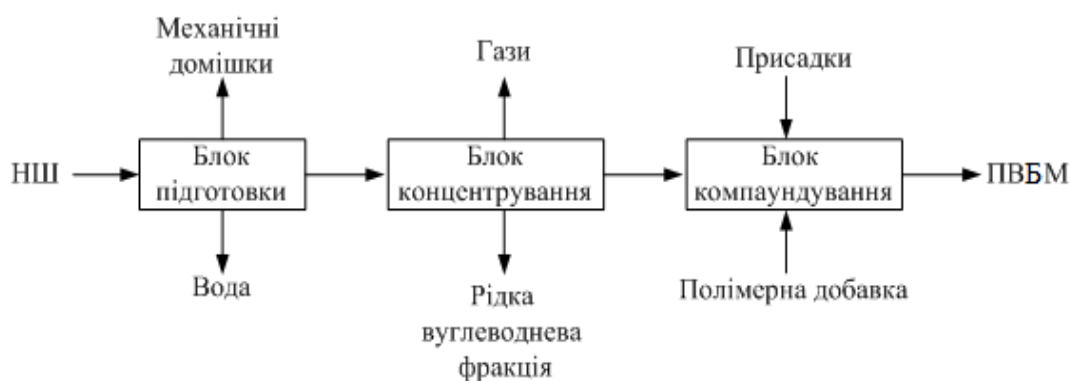 Механічні
домішки
Гази
Присадки
НШ
Блок
підготовки
Блок
концентрування
Блок
компаундування
ПВБМ
Вода
Рідка
вуглеводнева
фракція
Полімерна добавка